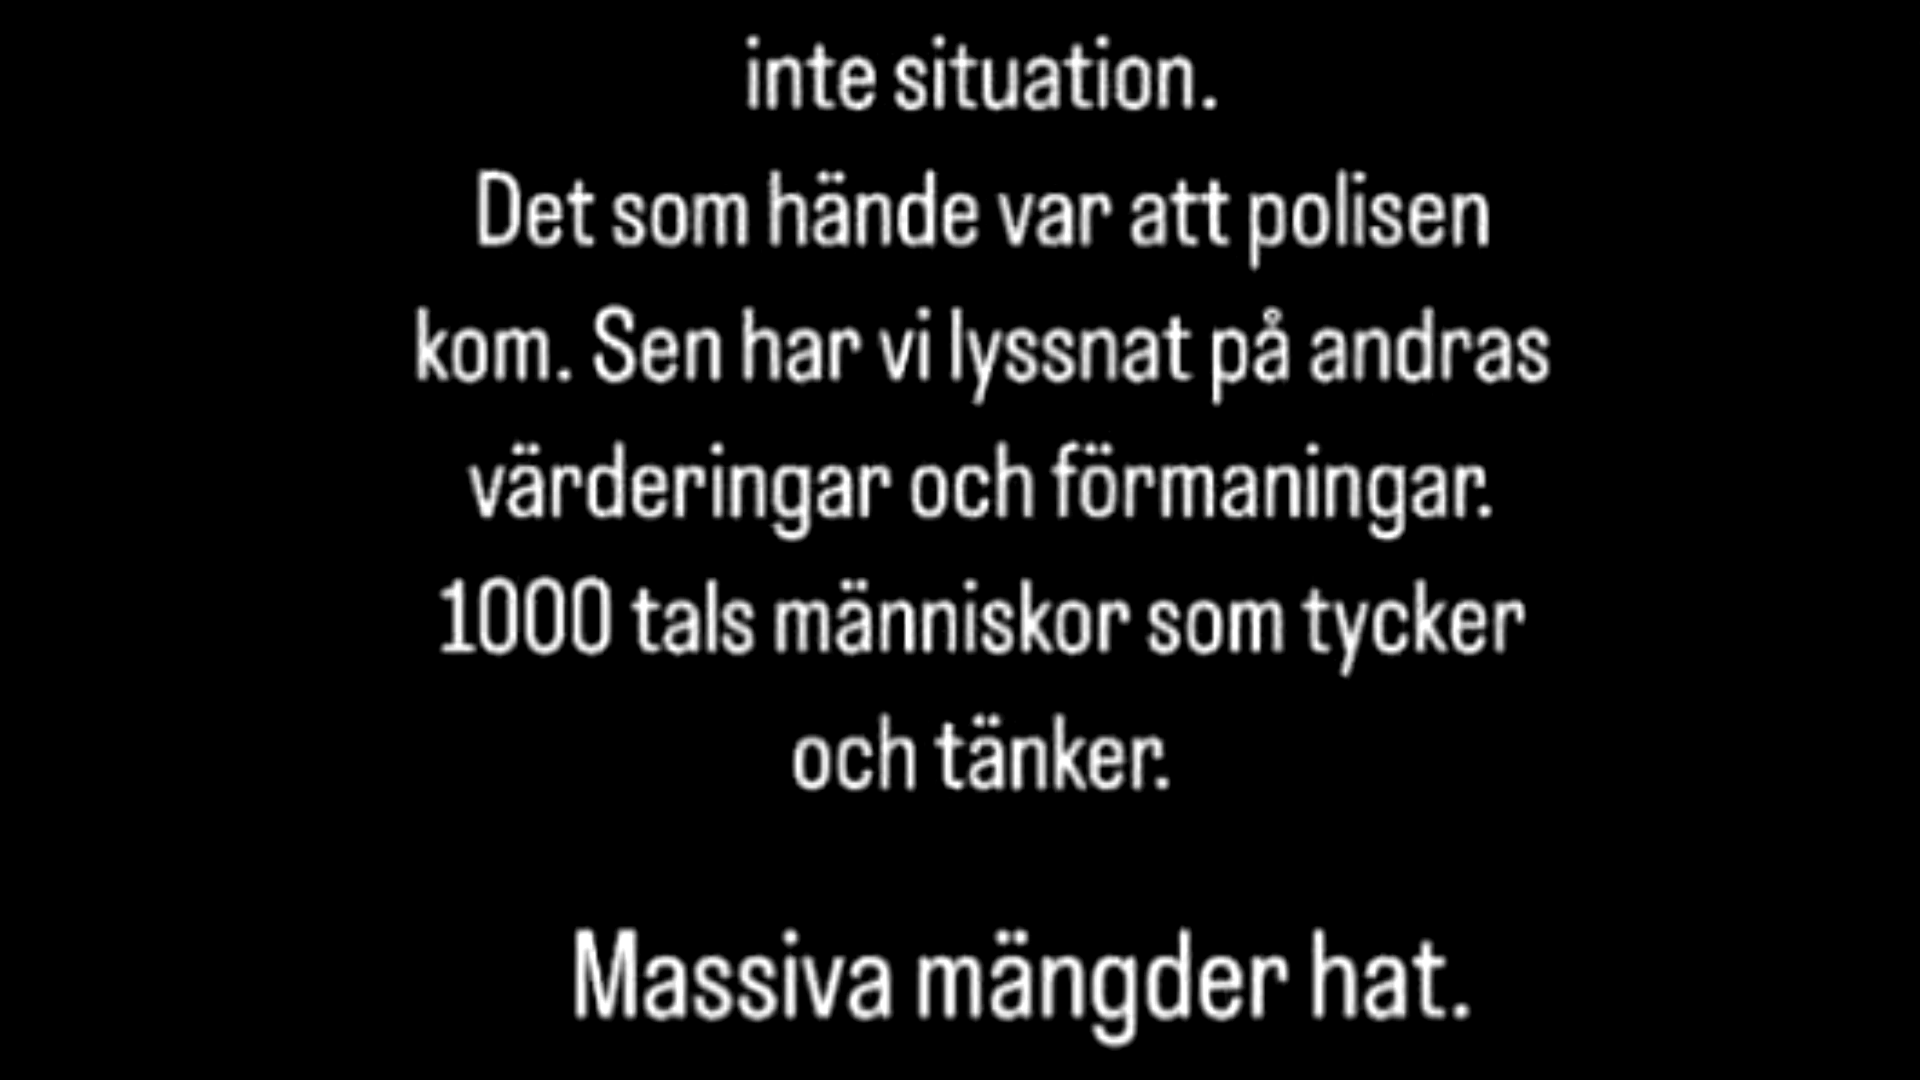 inte situation.
Det som hände var att polisen
kom. Sen har vi lyssnat på andras
värderingar och förmaningar.
1000 tals människor som tycker
och tänker.
Massiva mängder hat.